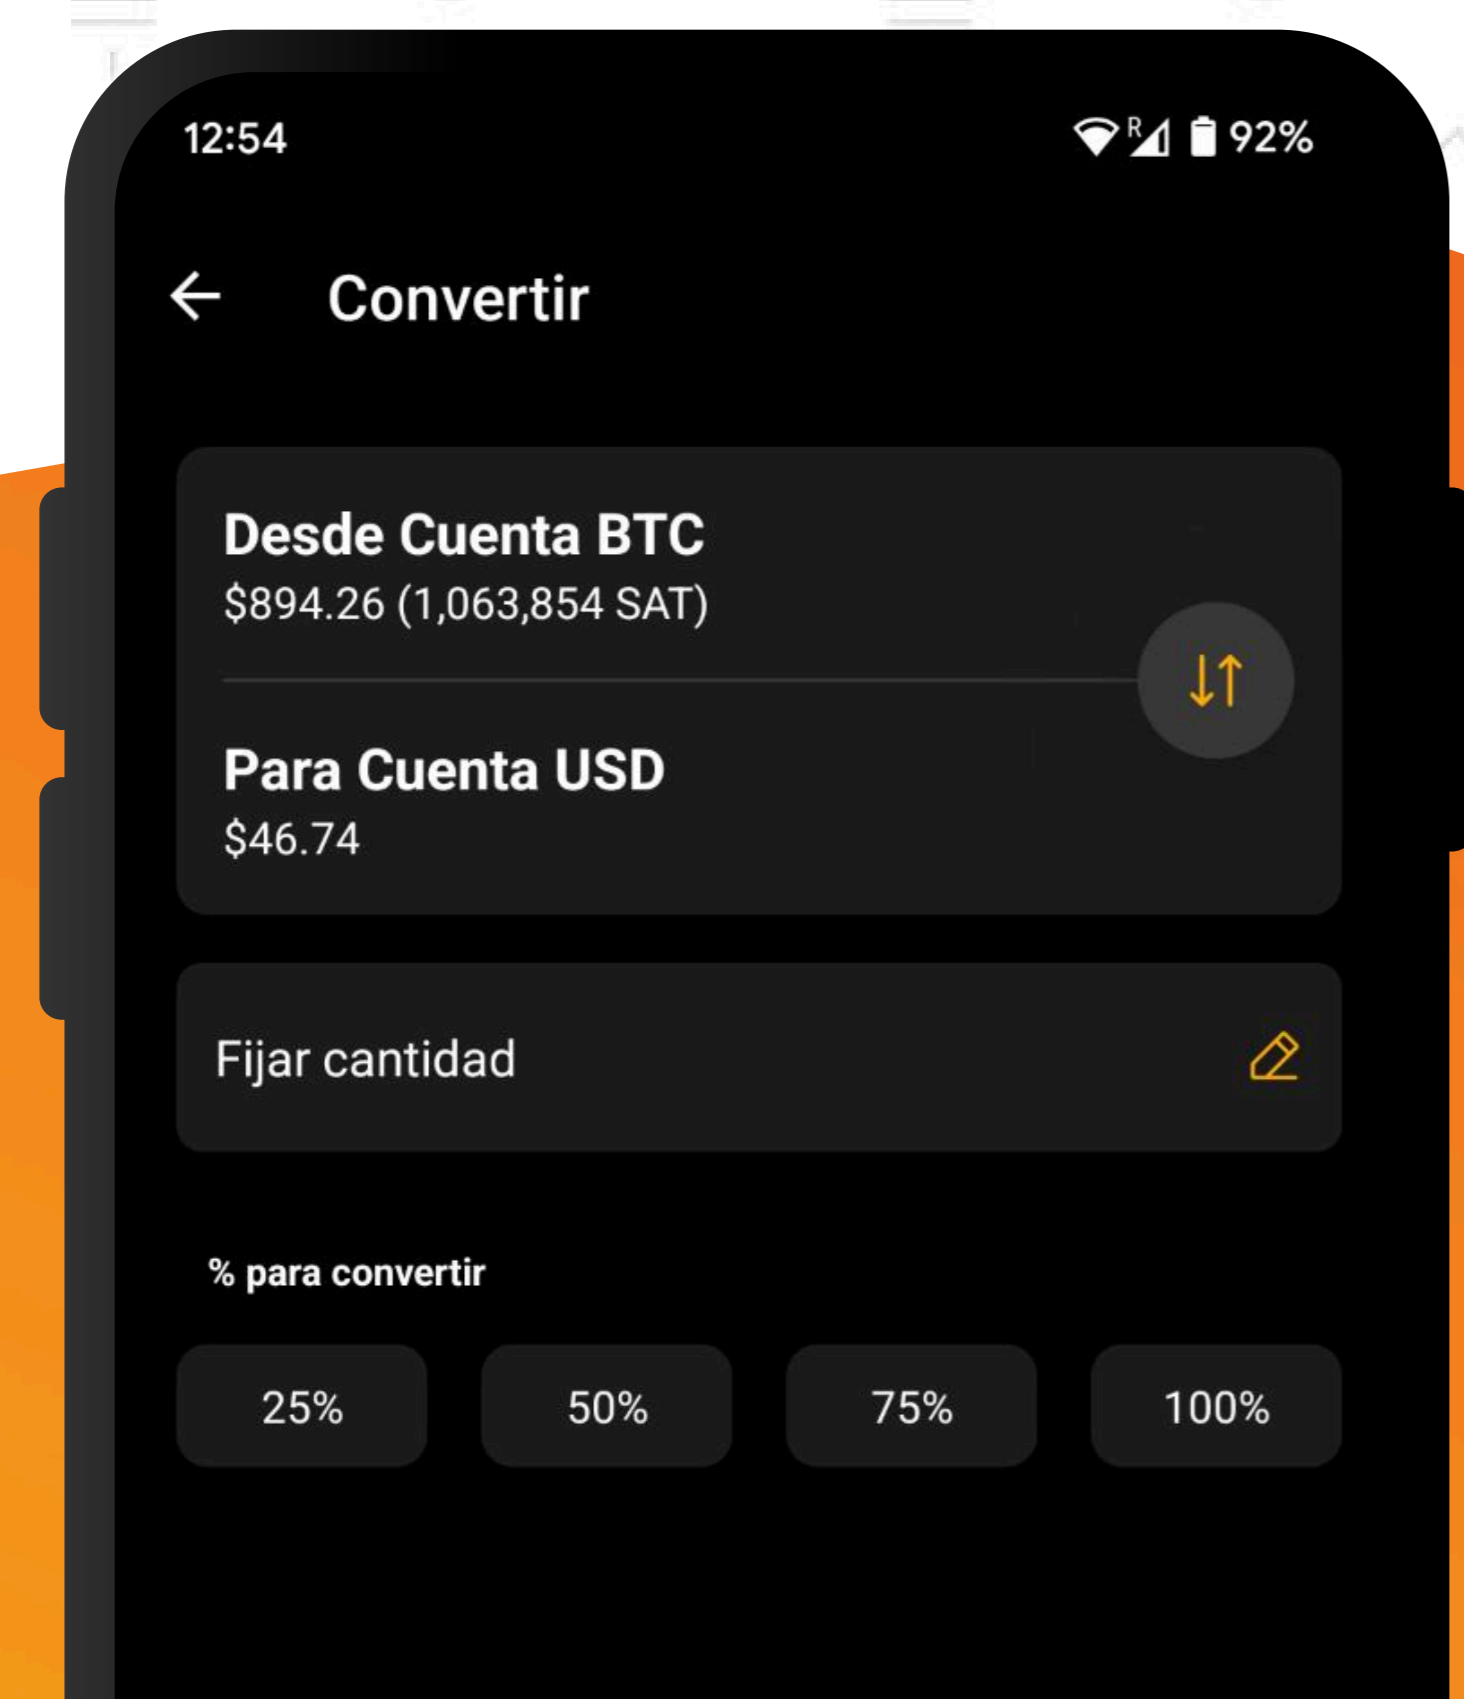 12:54
R 92%
Convertir
Desde Cuenta BTC
$894.26 (1,063,854 SAT)
Para Cuenta USD
$46.74
Fijar cantidad
% para convertir
25% 50% 75% 100%